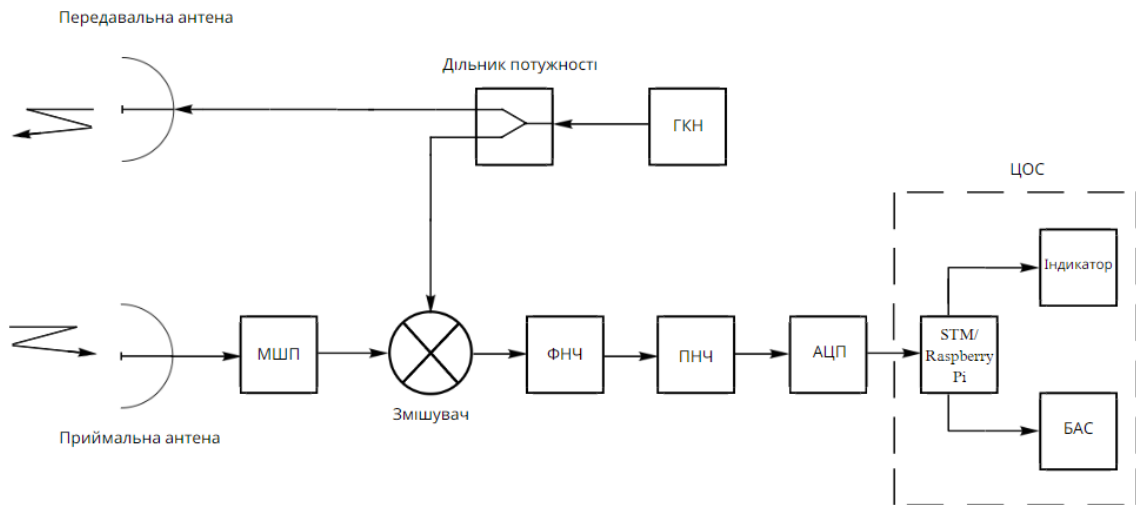 Передавальна антена
Дільник потужності
ГКН
ЦОС
Індикатор
МШП
ФНЧ
ПНЧ
АЦП
STM/
Raspberry
Pi
Змішувач
БАС
Приймальна антена